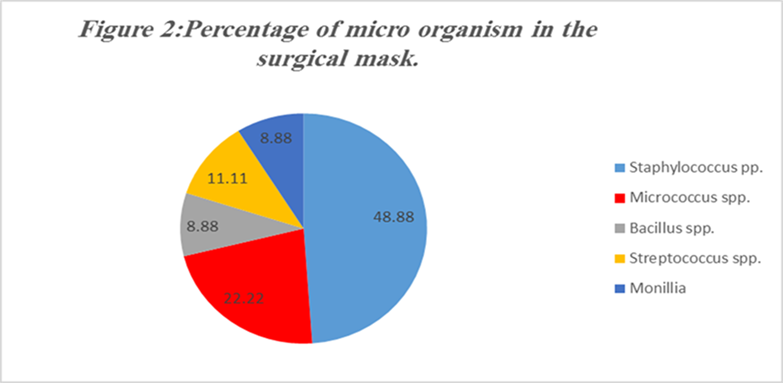 Figure 2:Percentage of micro organism in the
surgical mask.
8.88
11.11
8.88
48.88
22.22
Staphylococcus pp.
Micrococcus spp.
Bacillus spp.
Streptococcus spp.
Monillia